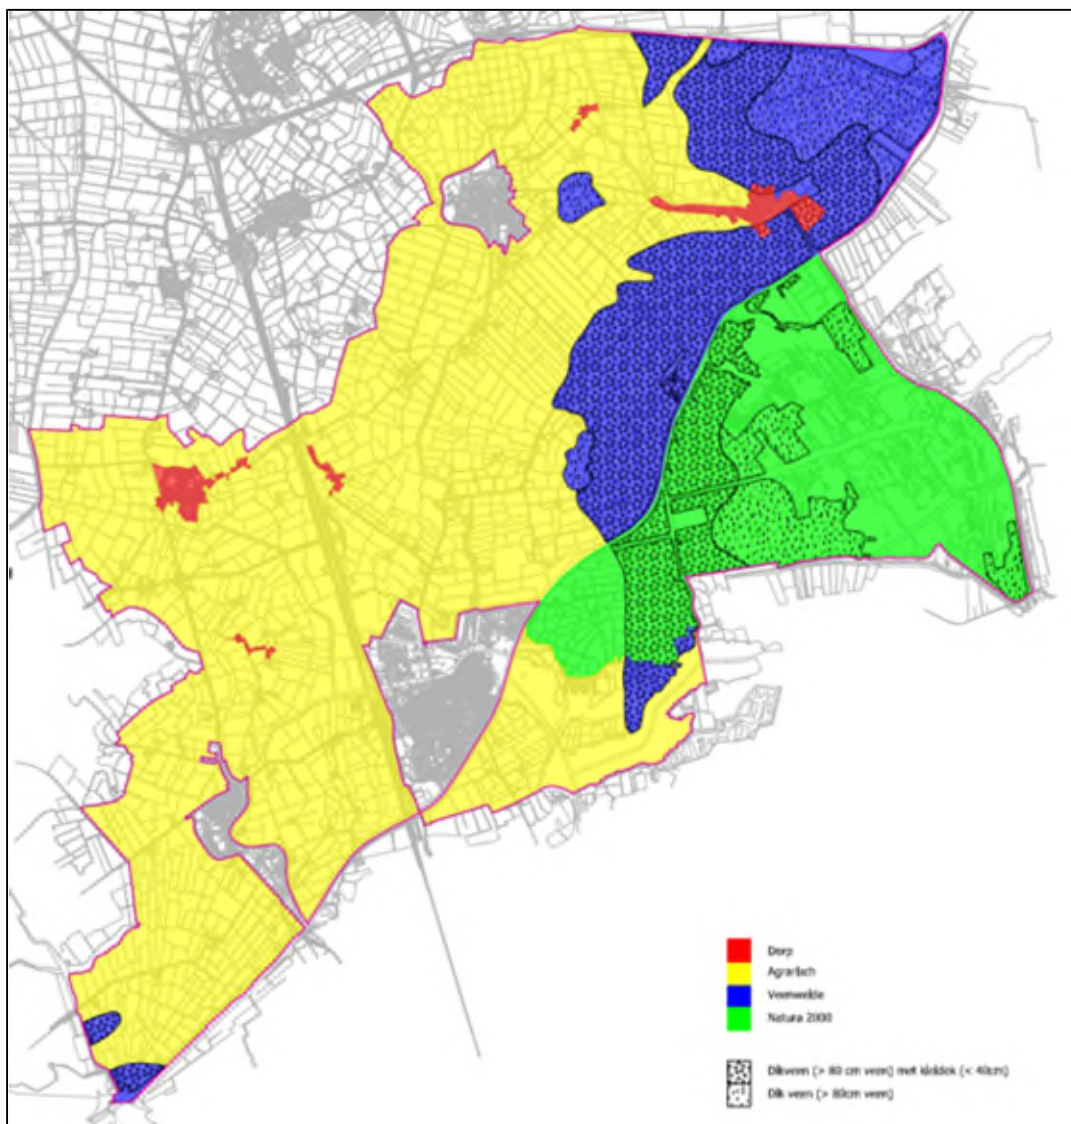 Dorp
Agrarisch
Veenweide
Natura 2000
Dikveen (> 80 cm veen) met kleidek (< 40cm)
Dik veen (> 80cm veen)